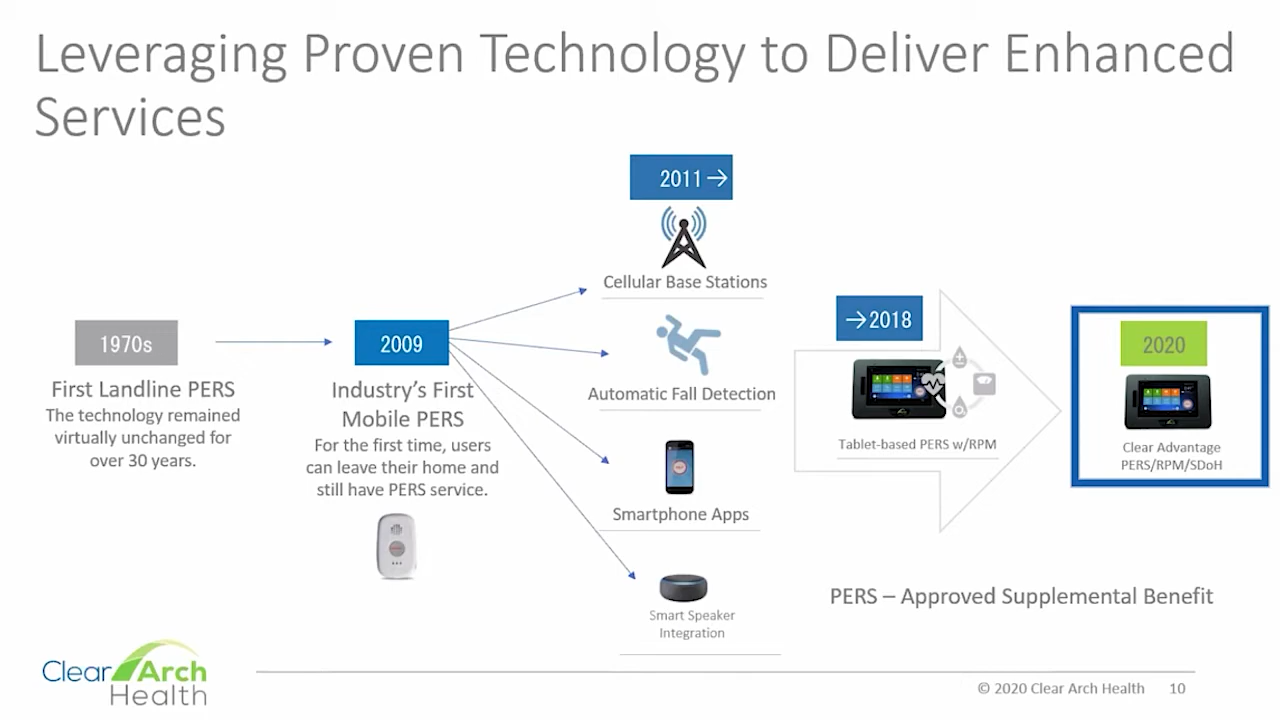 Leveraging Proven Technology to Deliver Enhanced
Services
2011→
Cellular Base Stations
→2018
1970s
2009
2020
Automatic Fall Detection
First Landline PERS
The technology remained
virtually unchanged for
over 30 years.
Industry's First
Mobile PERS
For the first time, users
can leave their home and
still have PERS service.
Tablet-based PERS w/RPM
Clear Advantage
PERS/RPM/SDoH
Smartphone Apps
Smart Speaker
Integration
PERS – Approved Supplemental Benefit
Clear Arch
Health
© 2020 Clear Arch Health 10